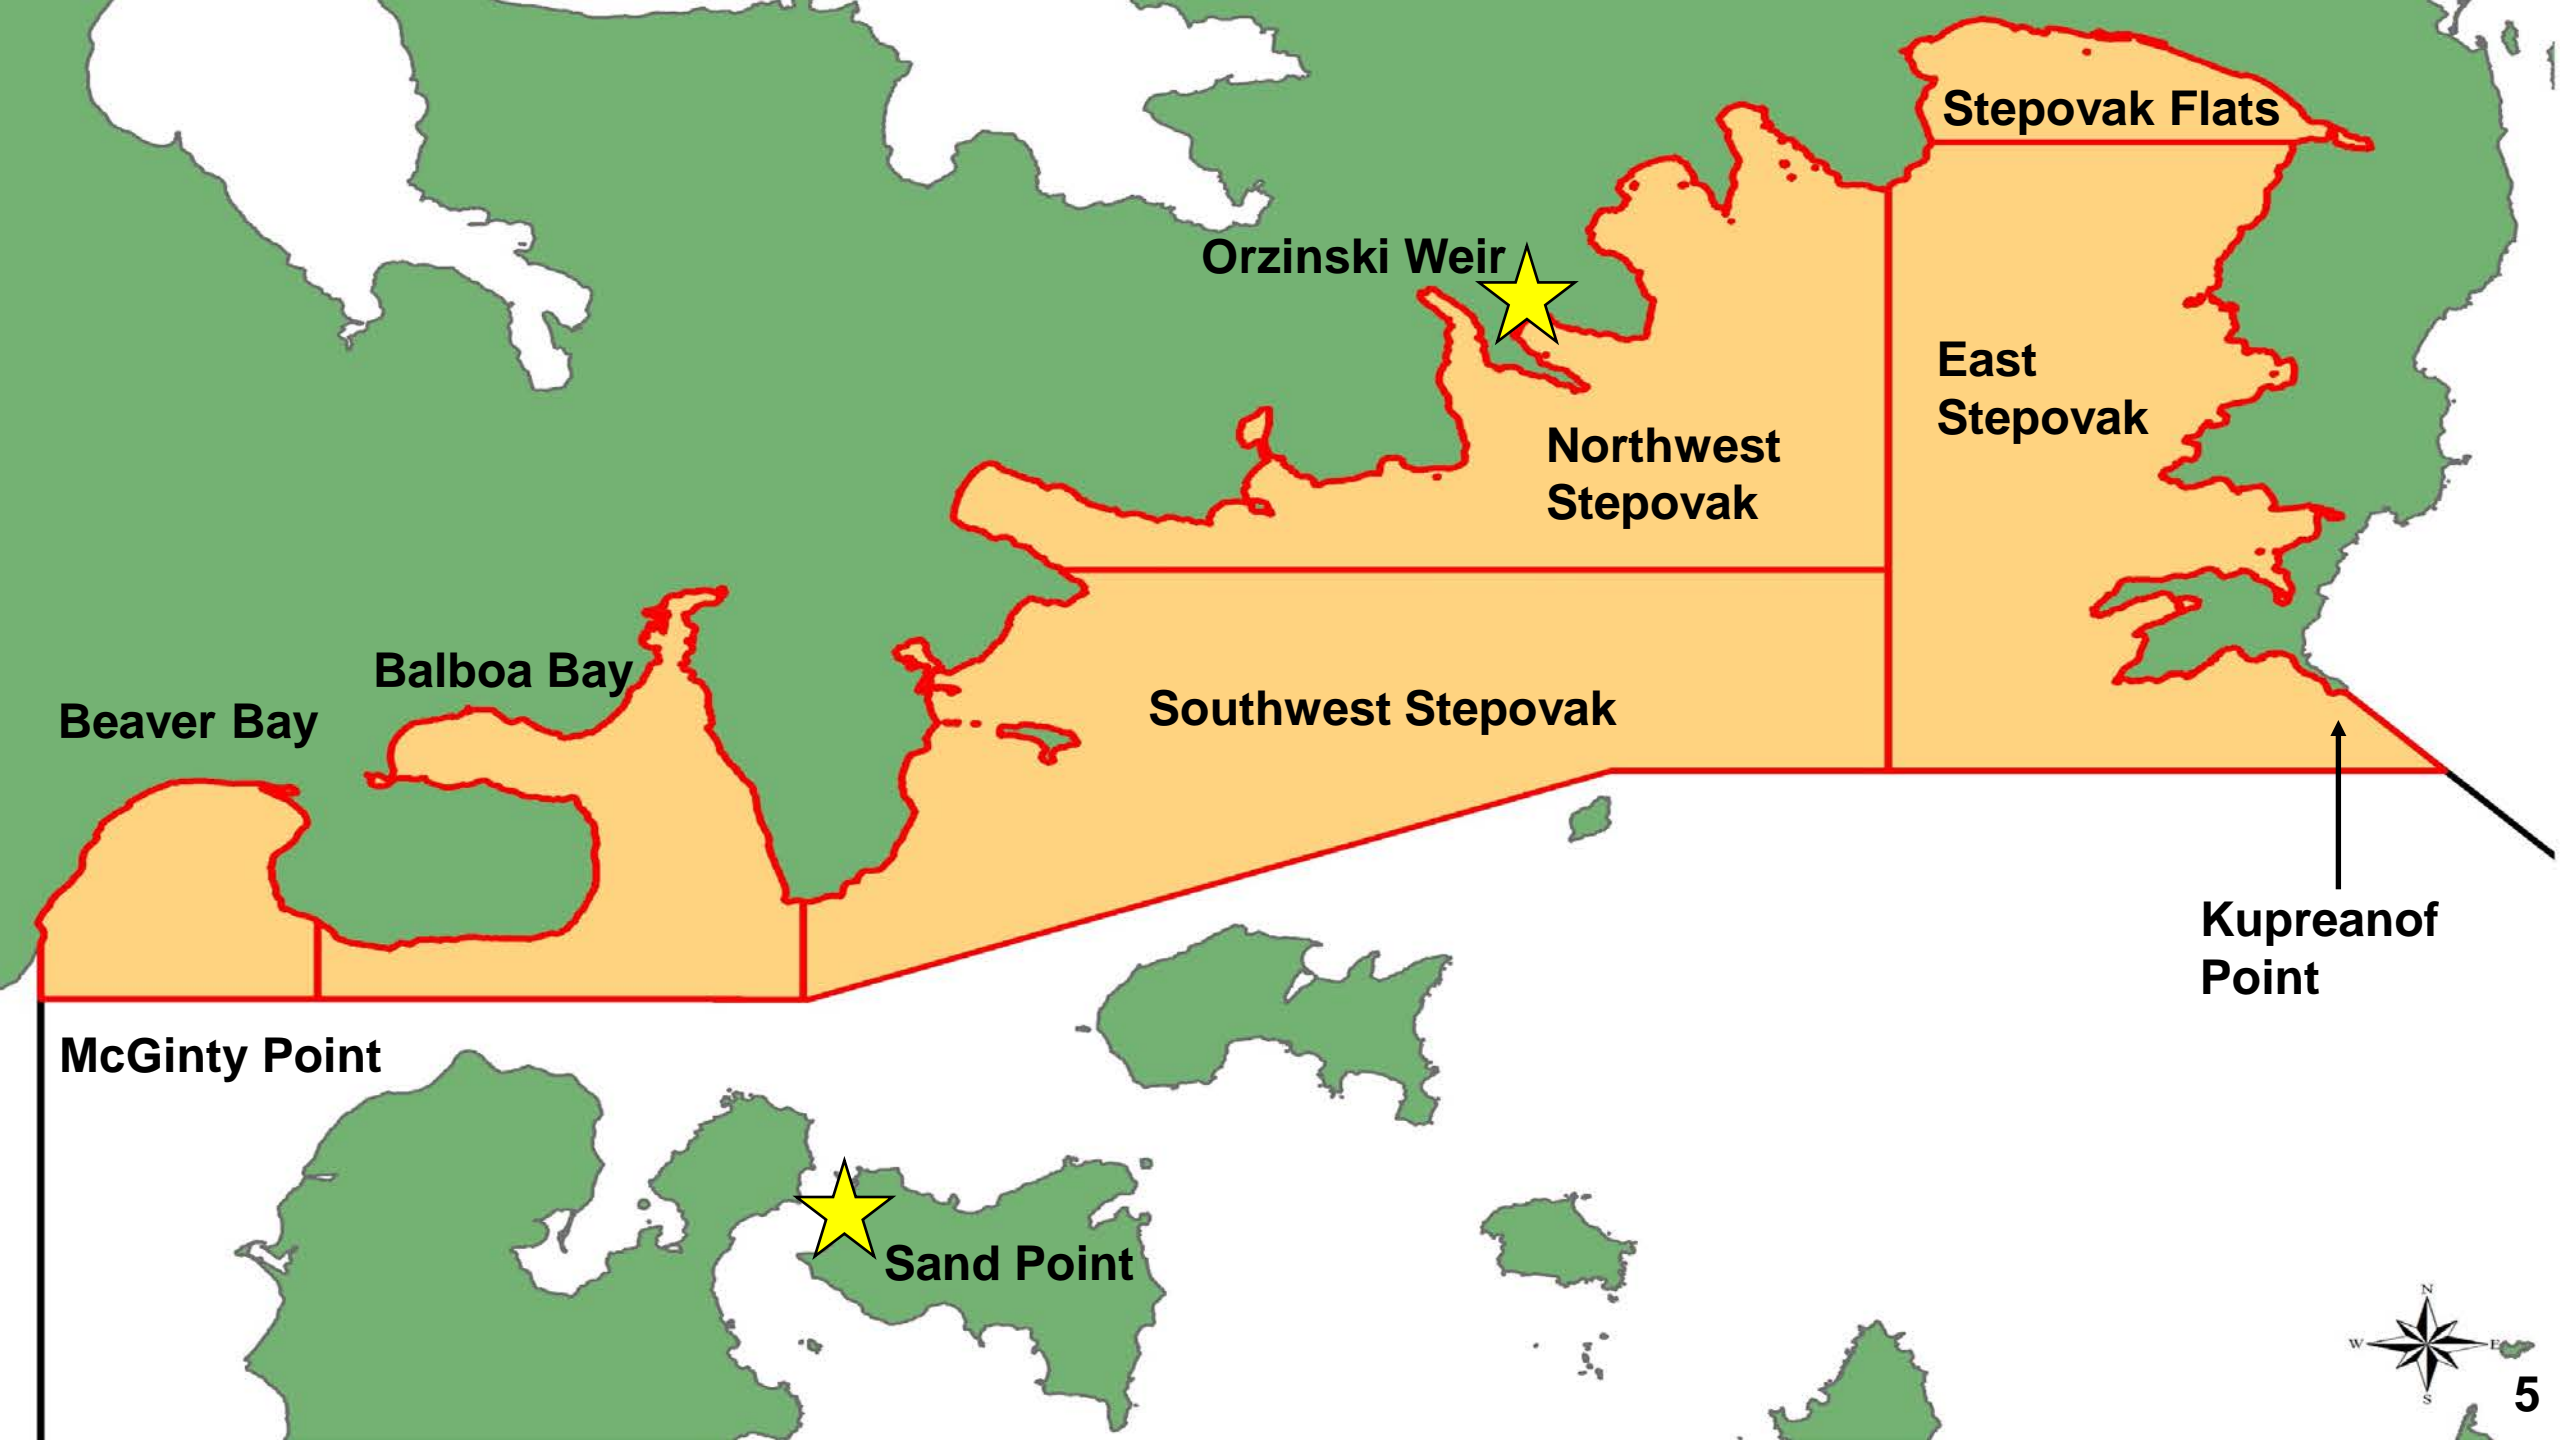 Stepovak Flats
Orzinski Weir
East
Stepovak
Northwest
Stepovak
Balboa Bay
Beaver Bay
Southwest Stepovak
Kupreanof
Point
McGinty Point
Sand Point
N
W
E
S
5